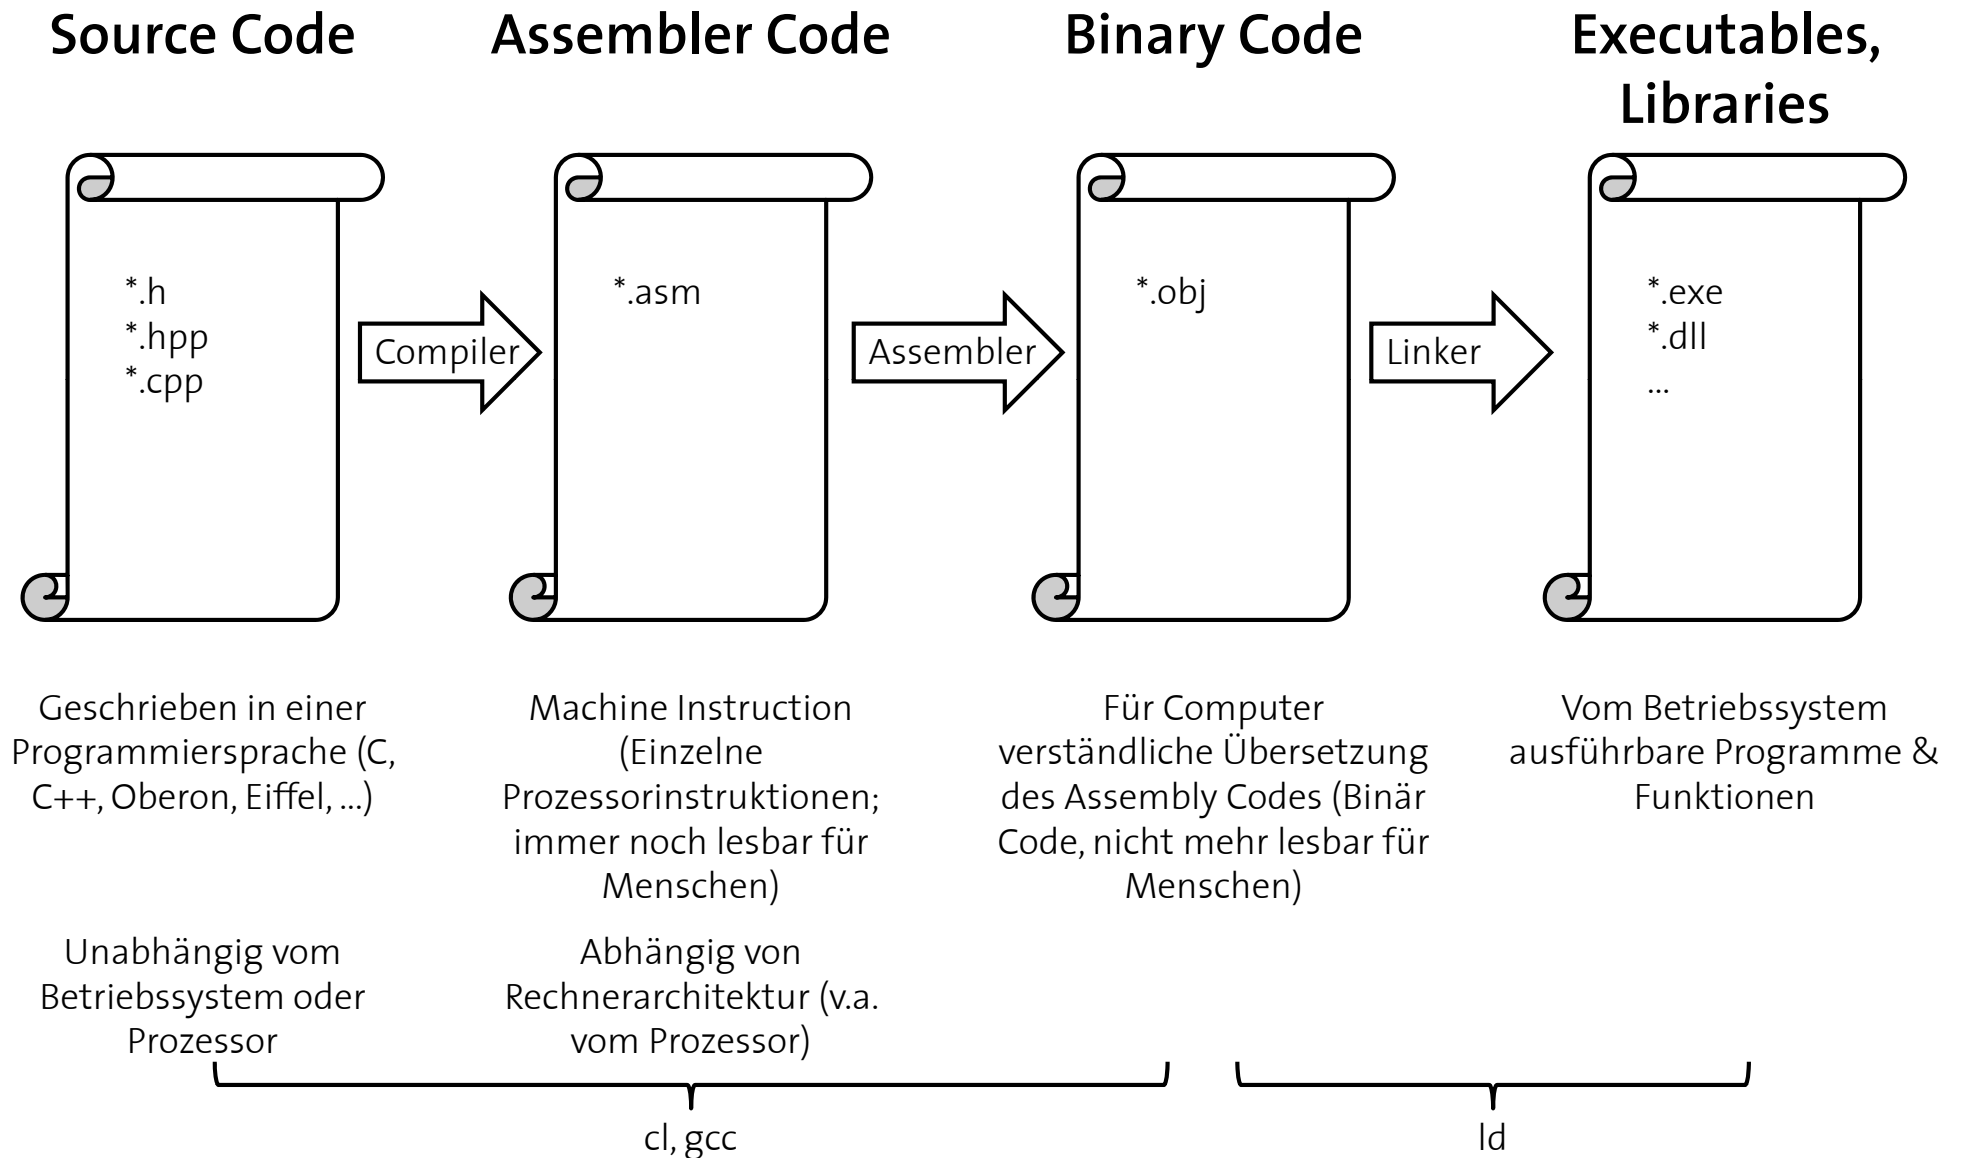 Source Code
Assembler Code
Binary Code
Executables,
Libraries
*.h
*.hpp
*.cpp
Compiler
*.asm
Assembler
*.obj
Linker
*.exe
*.dll
...
Geschrieben in einer
Programmiersprache (C,
C++, Oberon, Eiffel, ...)
Unabhängig vom
Betriebssystem oder
Prozessor
Machine Instruction
(Einzelne
Prozessorinstruktionen;
immer noch lesbar für
Menschen)
Abhängig von
Rechnerarchitektur (v.a.
vom Prozessor)
Für Computer
verständliche Übersetzung
des Assembly Codes (Binär
Code, nicht mehr lesbar für
Menschen)
Vom Betriebssystem
ausführbare Programme &
Funktionen
cl, gcc
ld